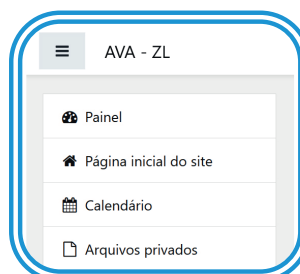 AVA - ZL
Painel
Página inicial do site
Calendário
Arquivos privados